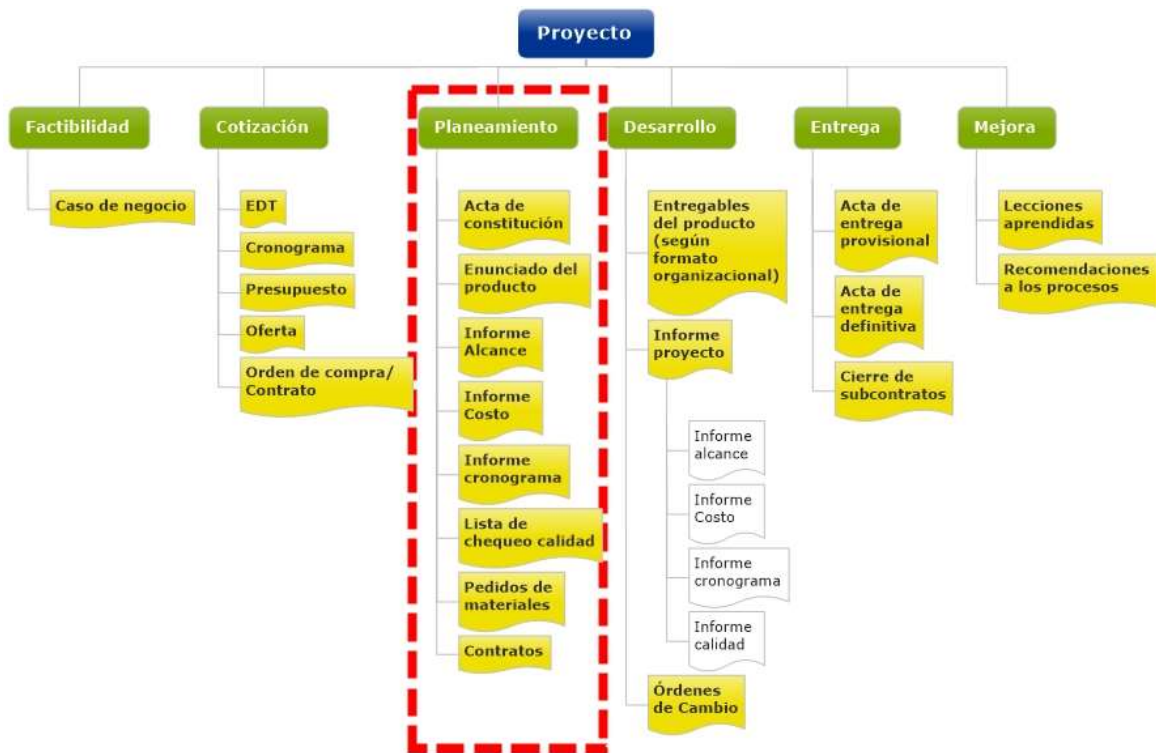 Proyecto
Factibilidad
Caso de negocio
Cotización
EDT
Cronograma
Presupuesto
Oferta
Orden de compra/
Contrato
Planeamiento
Acta de
constitución
Enunciado del
producto
Informe
Alcance
Informe
Costo
Informe
cronograma
Lista de
chequeo calidad
Pedidos de
materiales
Contratos
Desarrollo
Entregables
del producto
(según
formato
organizacional)
Informe
proyecto
Informe
alcance
Informe
Costo
Informe
cronograma
Informe
calidad
Órdenes
de Cambio
Entrega
Acta de
entrega
provisional
Acta de
entrega
definitiva
Cierre de
subcontratos
Mejora
Lecciones
aprendidas
Recomendaciones
a los procesos